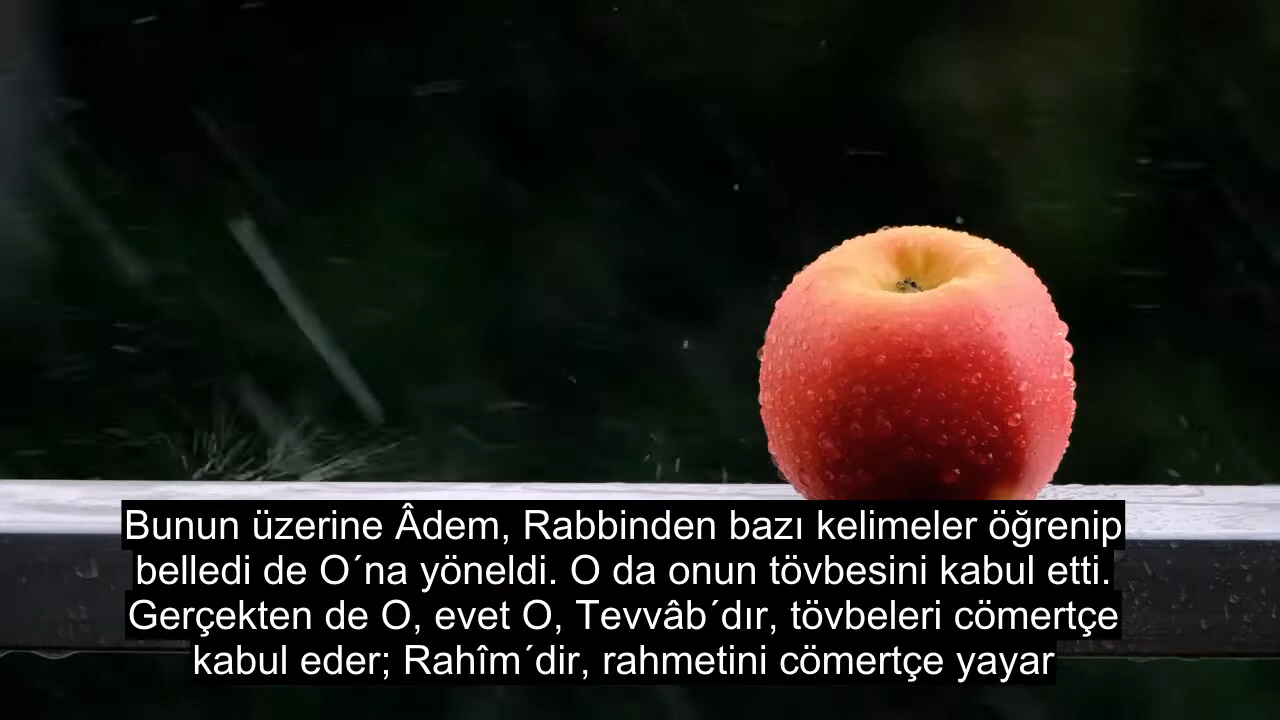 Bunun üzerine Âdem, Rabbinden bazı kelimeler öğrenip
belledi de O´na yöneldi. O da onun tövbesini kabul etti.
Gerçekten de O, evet O, Tevvâb´dır, tövbeleri cömertçe
kabul eder; Rahîm´dir, rahmetini cömertçe yayar